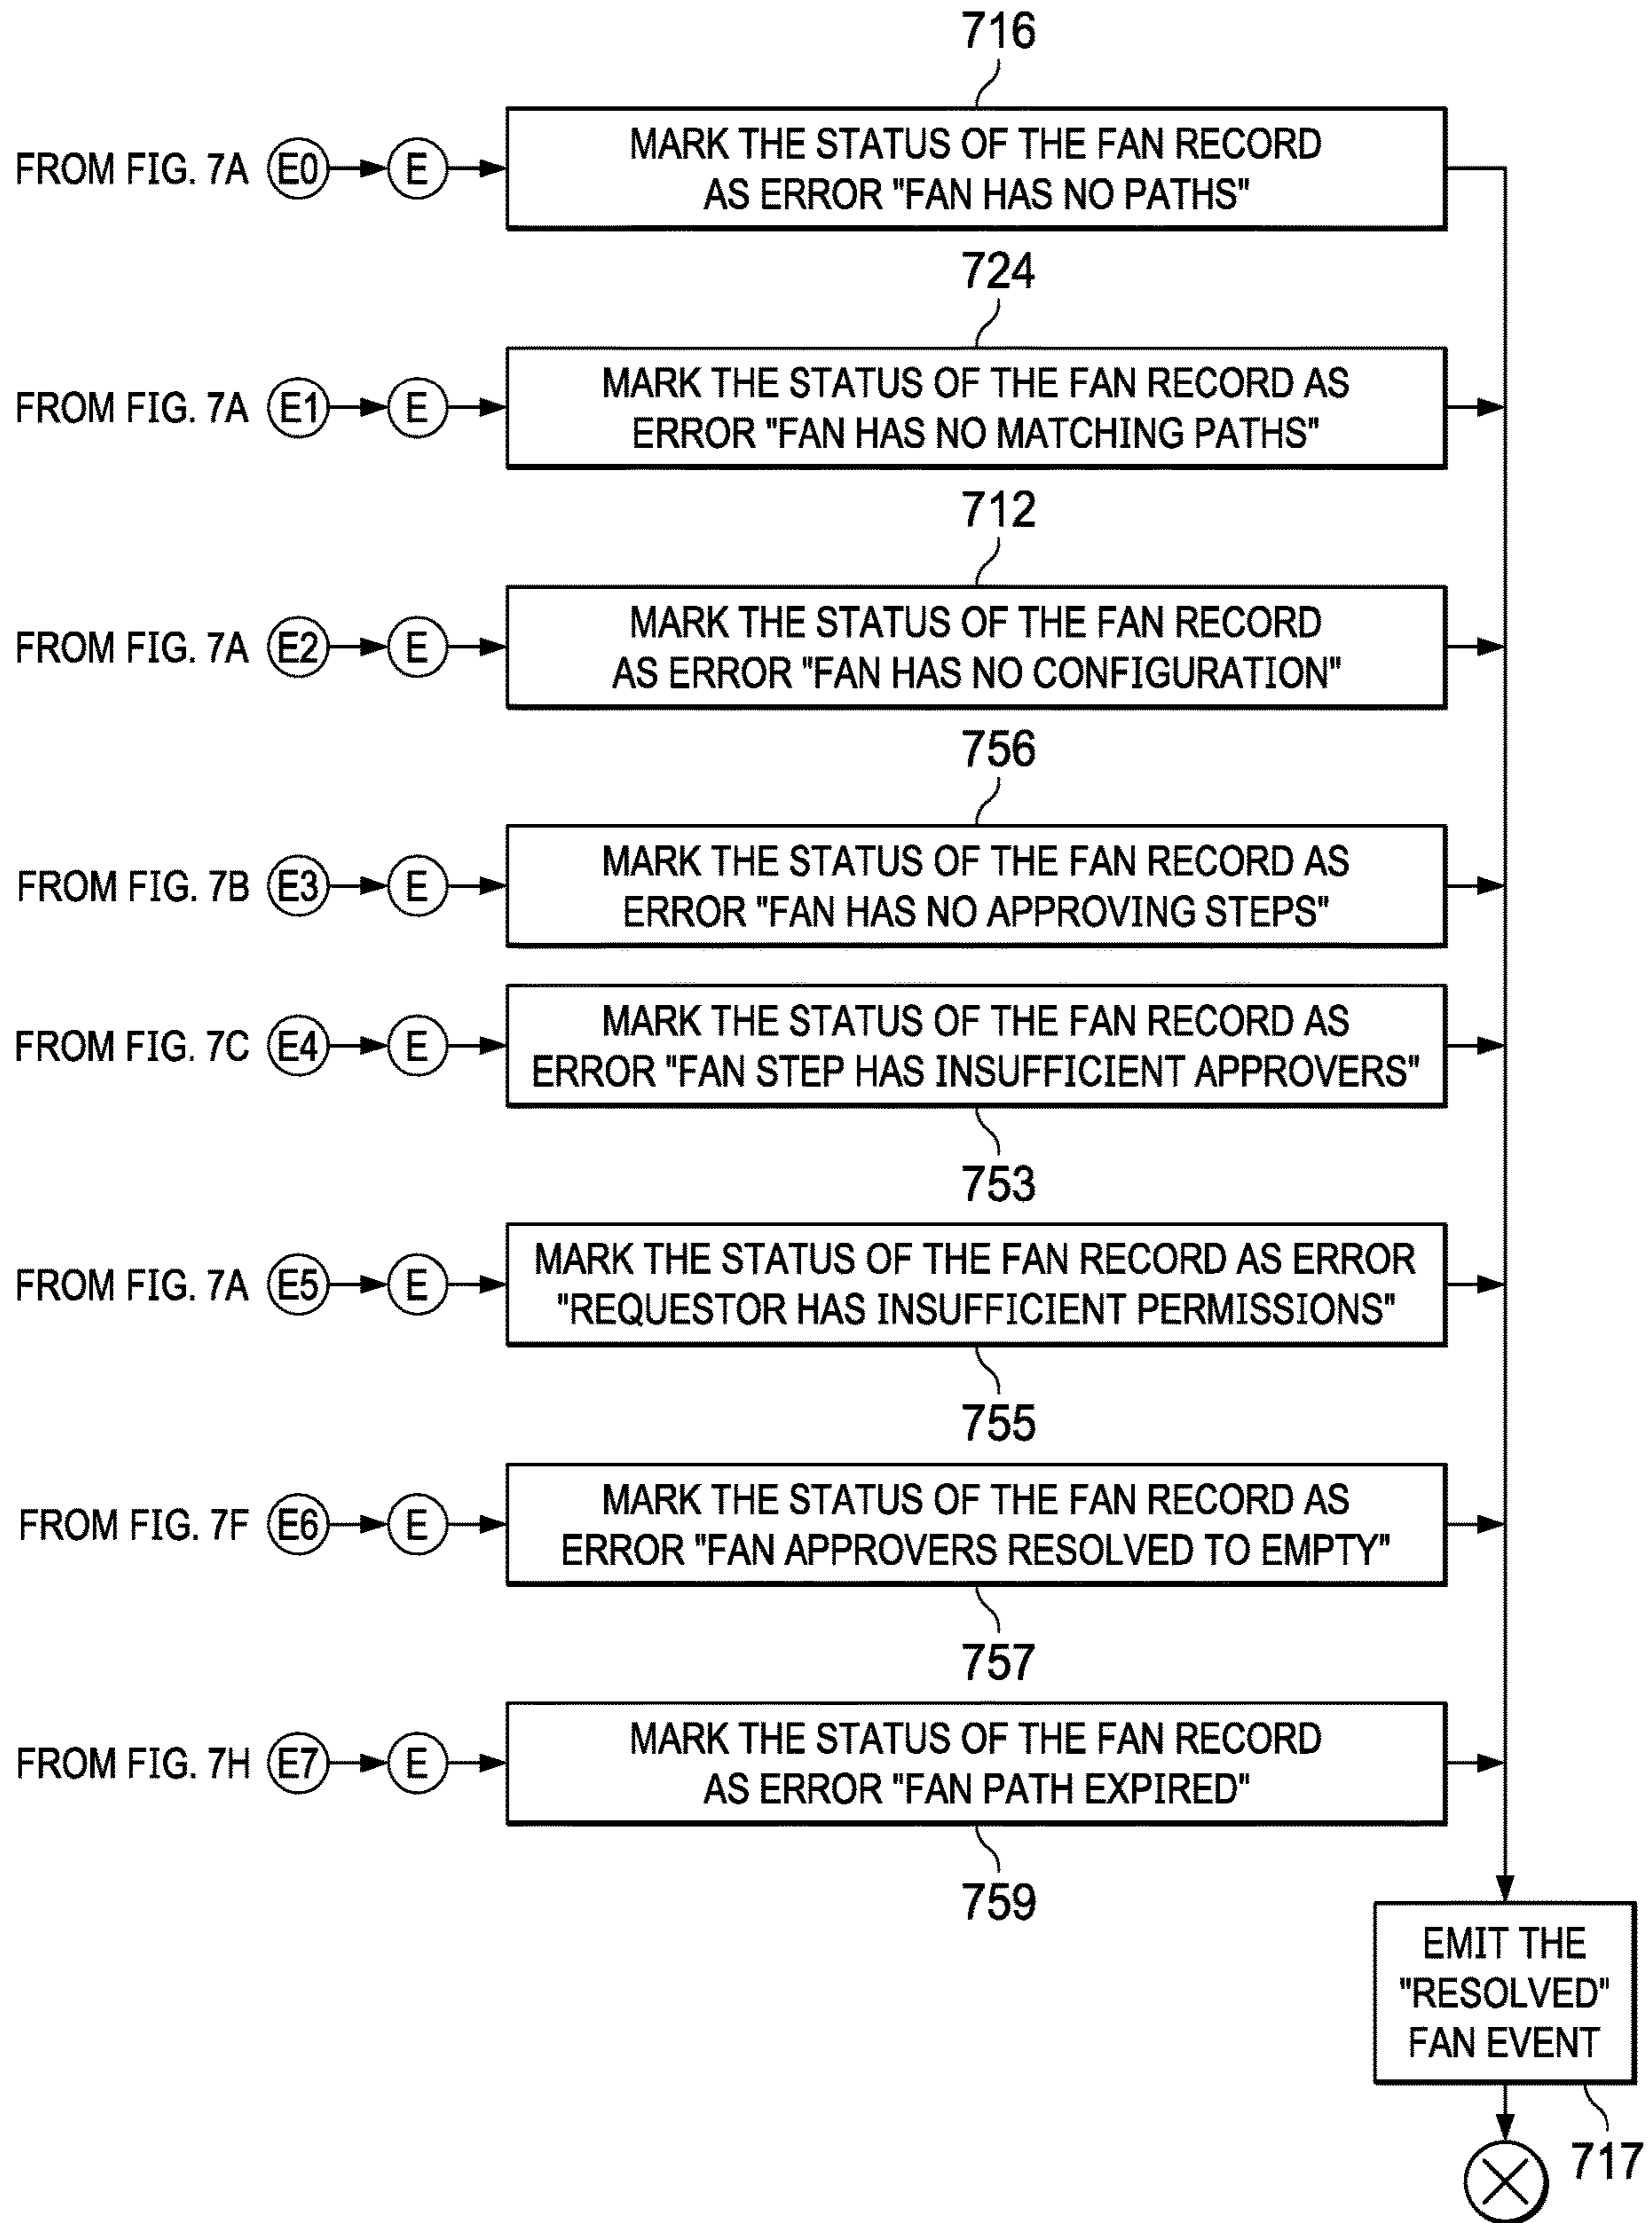 716
FROM FIG. 7A E0 E MARK THE STATUS OF THE FAN RECORD
AS ERROR "FAN HAS NO PATHS"
724
FROM FIG. 7A E1 E MARK THE STATUS OF THE FAN RECORD AS
ERROR "FAN HAS NO MATCHING PATHS"
712
FROM FIG. 7A E2 E MARK THE STATUS OF THE FAN RECORD
AS ERROR "FAN HAS NO CONFIGURATION"
756
FROM FIG. 7B E3 E MARK THE STATUS OF THE FAN RECORD AS
ERROR "FAN HAS NO APPROVING STEPS"
FROM FIG. 7C E4 E MARK THE STATUS OF THE FAN RECORD AS
ERROR "FAN STEP HAS INSUFFICIENT APPROVERS"
753
FROM FIG. 7A E5 E MARK THE STATUS OF THE FAN RECORD AS ERROR
"REQUESTOR HAS INSUFFICIENT PERMISSIONS"
755
FROM FIG. 7F E6 E MARK THE STATUS OF THE FAN RECORD AS
ERROR "FAN APPROVERS RESOLVED TO EMPTY"
757
FROM FIG. 7H E7 E MARK THE STATUS OF THE FAN RECORD
AS ERROR "FAN PATH EXPIRED"
759
EMIT THE
"RESOLVED"
FAN EVENT
717